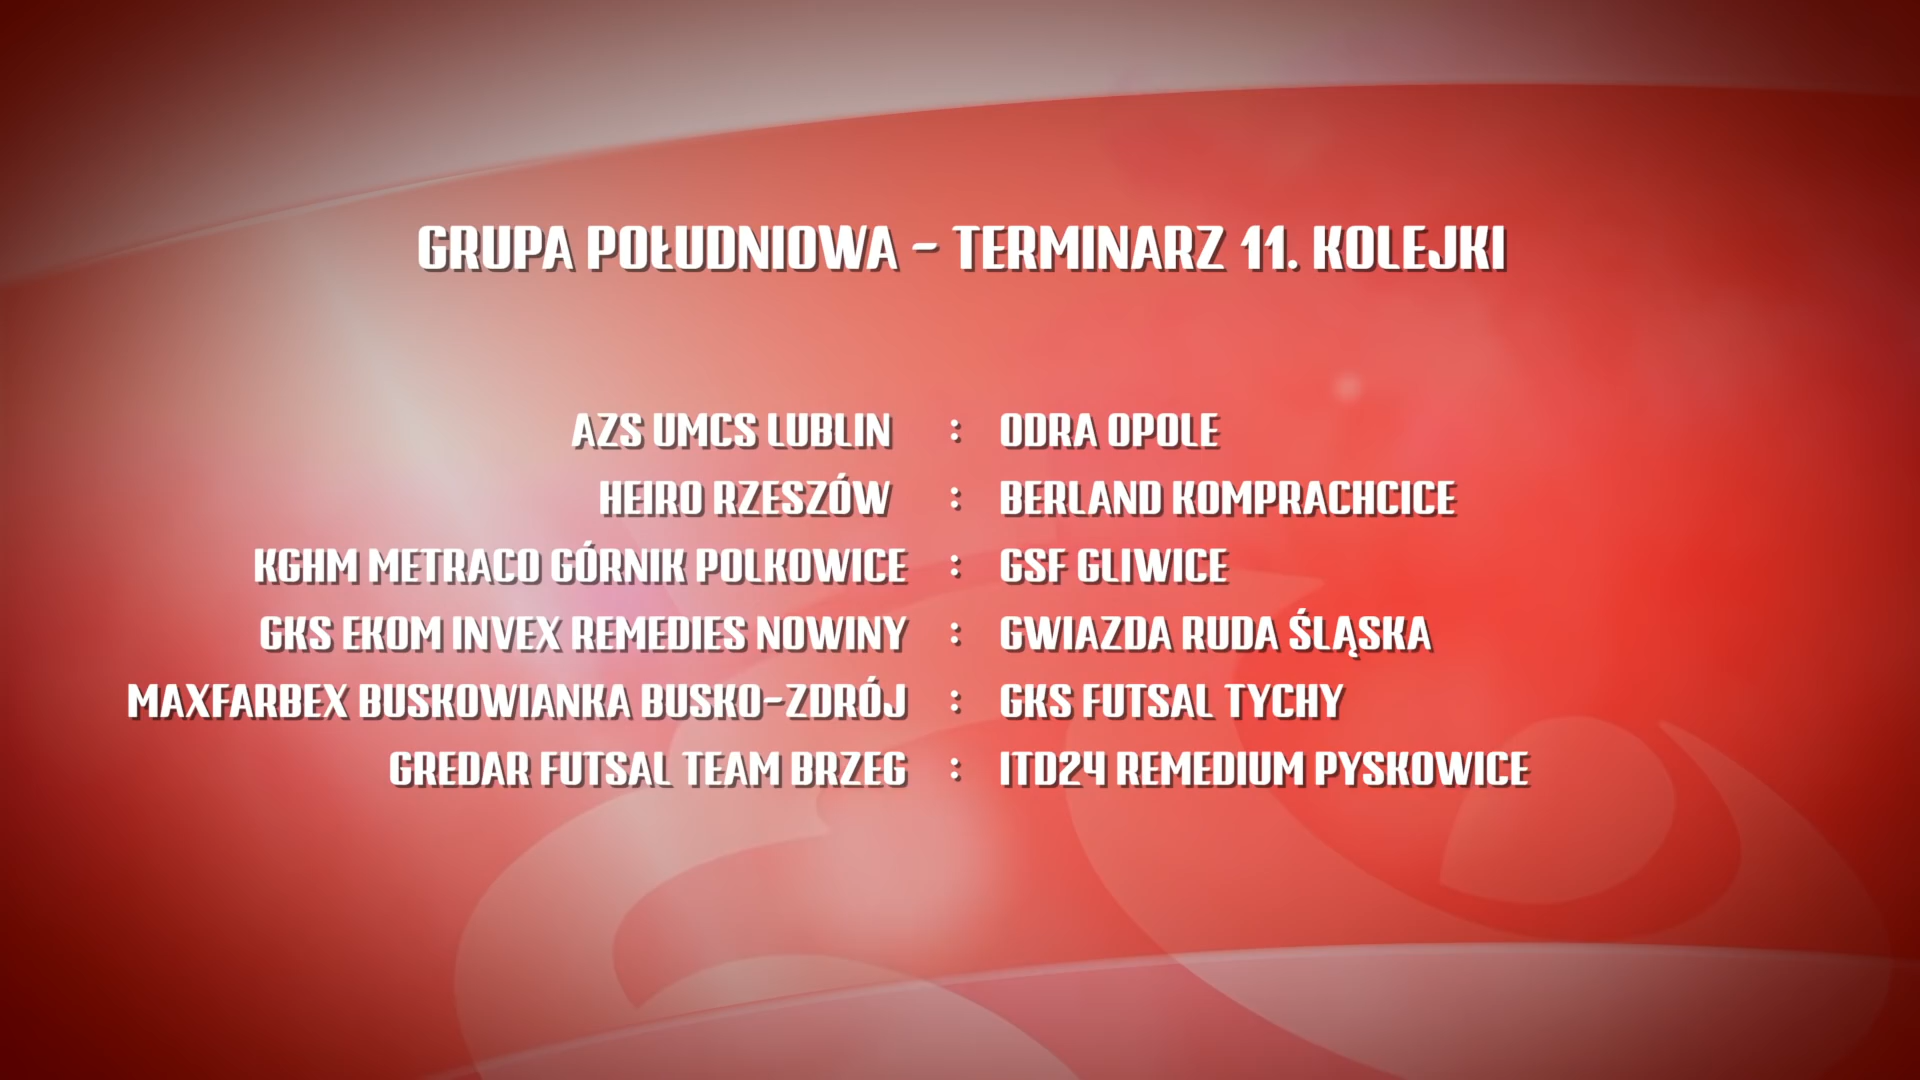 GRUPA POŁUDNIOWA - TERMINARZ 11. KOLEJKI
AZS UMCS LUBLIN : ODRA OPOLE
HEIRO RZESZÓW : BERLAND KOMPRACHCICE
KGHM METRACO GÓRNIK POLKOWICE : GSF GLIWICE
GKS EKOM INVEX REMEDIES NOWINY : GWIAZDA RUDA ŚLĄSKA
MAXFARBEX BUSKOWIANKA BUSKO-ZDRÓJ : GKS FUTSAL TYCHY
GREDAR FUTSAL TEAM BRZEG : ITD24 REMEDIUM PYSKOWICE